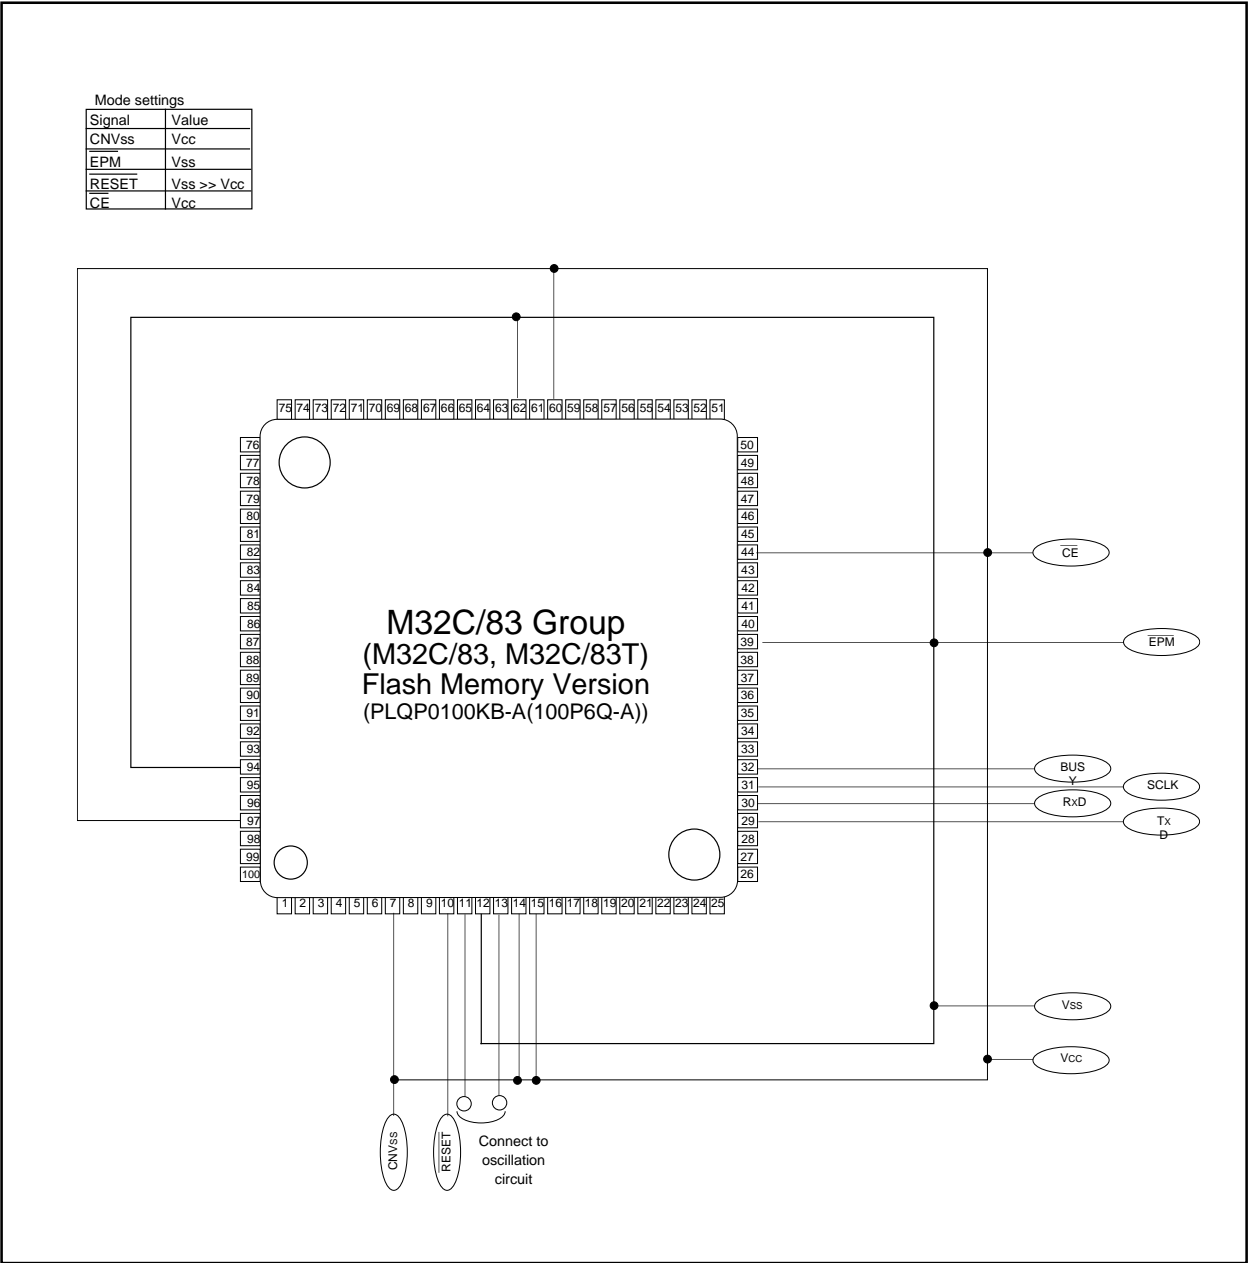 Mode settings
Signal Value
CNVss Vcc
EPM Vss
RESET Vss >> Vcc
CE Vcc
75 74 73 72 71 70 69 68 67 66 65 64 63 62 61 60 59 58 57 56 55 54 53 52 51
76 50
77 49
78 48
79 47
80 46
81 45
82 44 CE
83 43
84 42
85 41
86 40
87 39 EPM
88 38
89 37
90 36
91 35
92 34
93 33
94 32 BUS
Y
95 31 SCLK
96 30 RxD
97 29 Tx
D
98 28
99 27
100 26
M32C/83 Group
(M32C/83, M32C/83T)
Flash Memory Version
(PLQP0100KB-A(100P6Q-A))
1 2 3 4 5 6 7 8 9 10 11 12 13 14 15 16 17 18 19 20 21 22 23 24 25
Vss
Vcc
CNVss
RESET
Connect to
oscillation
circuit